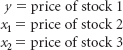 y = price of stock 1
x₁ = price of stock 2
x₂ = price of stock 3